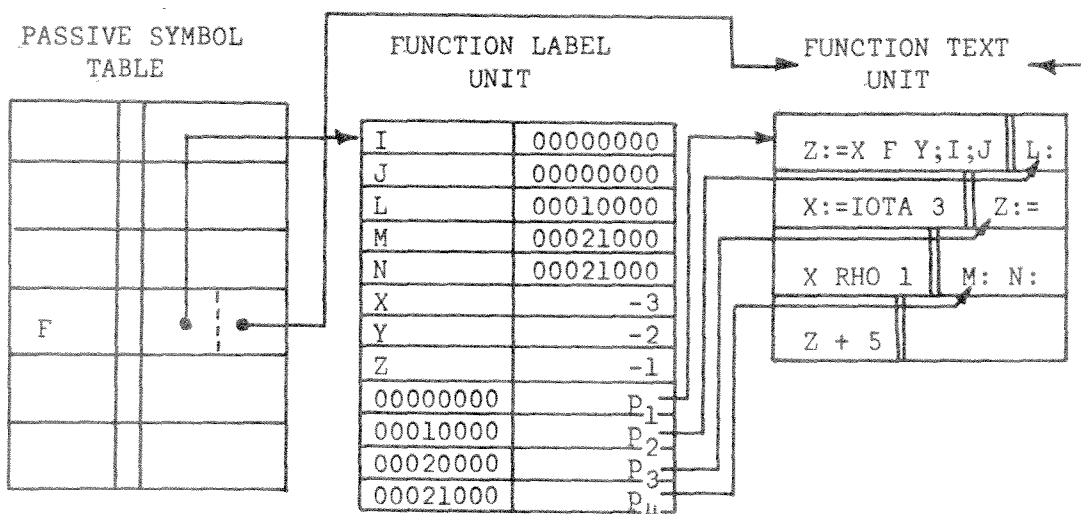 PASSIVE SYMBOL
TABLE
F
FUNCTION LABEL
UNIT
I 00000000
J 00000000
L 00010000
M 00021000
N 00021000
X -3
Y -2
Z -1
00000000 p1
00010000 p2
00020000 p3
00021000 p4
FUNCTION TEXT
UNIT
Z:=X F Y;I;J L:
X:=IOTA 3 Z:=
X RHO 1 M: N:
Z + 5